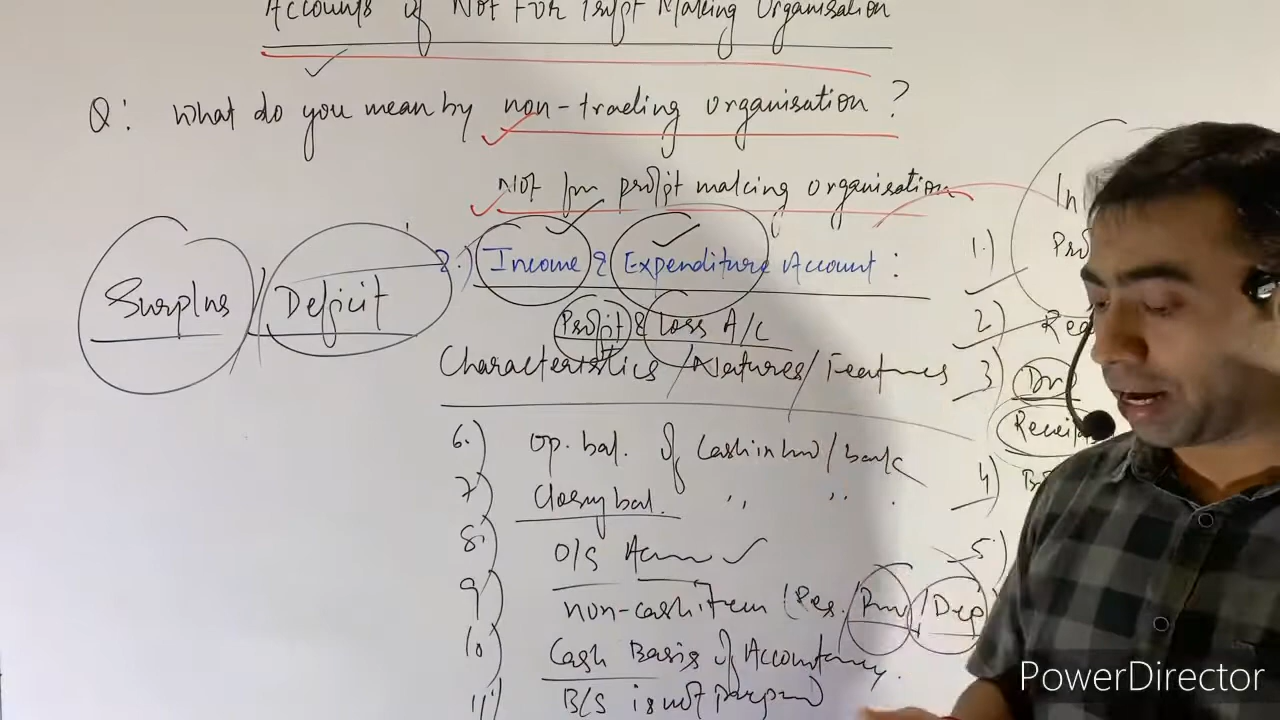 Accounts of Not For Profit Making Organisation
Q: What do you mean by non-trading organisation ?
Not for profit making organisation
2.) Income & Expenditure Account :
Surplus / Deficit
Profit & Loss A/C
Characteristics / Natures / Features
6.) Op. bal. of Cash in hand / bank
7.) Closing bal. " " .
8.) O/S
9) non-cash item (Res. / / Dep
10) Cash Basis of Accountancy.
11) B/S is not prepared
1.) In
2)
3) Dr
4)
5)
PowerDirector